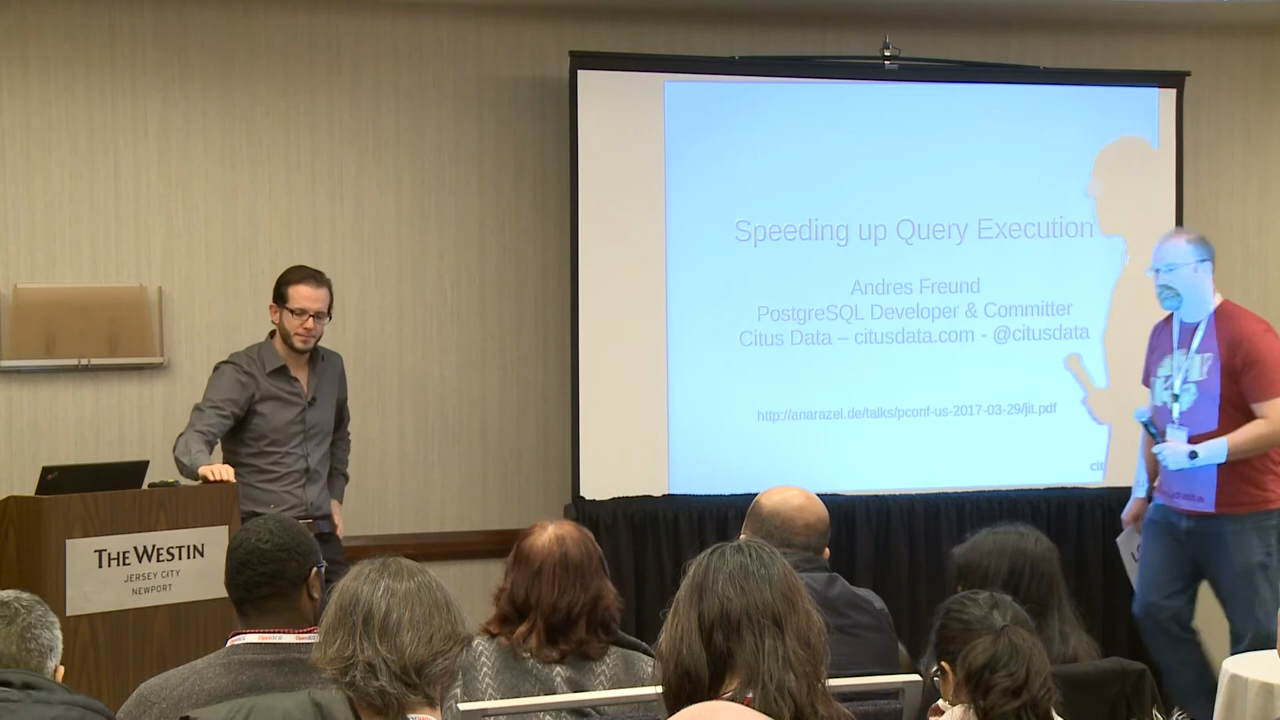 Speeding up Query Execution
Andres Freund
PostgreSQL Developer & Committer
Citus Data – citusdata.com - @citusdata
http://anarazel.de/talks/pconf-us-2017-03-29/jit.pdf
cit
THE WESTIN
JERSEY CITY
NEWPORT